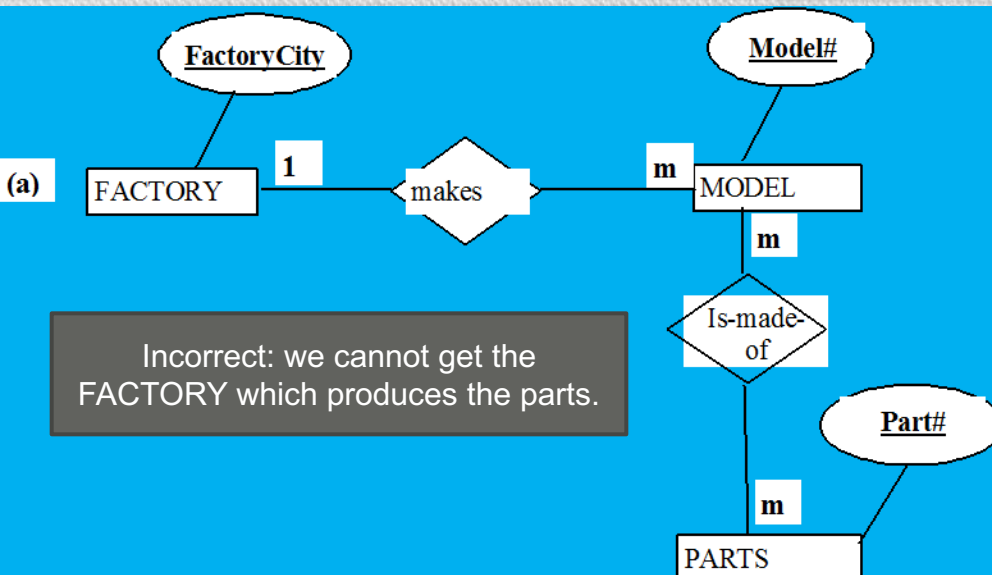 FactoryCity
Model#
(a)
FACTORY
1
makes
m
MODEL
m
Is-made-
of
Incorrect: we cannot get the
FACTORY which produces the parts.
Part#
m
PARTS